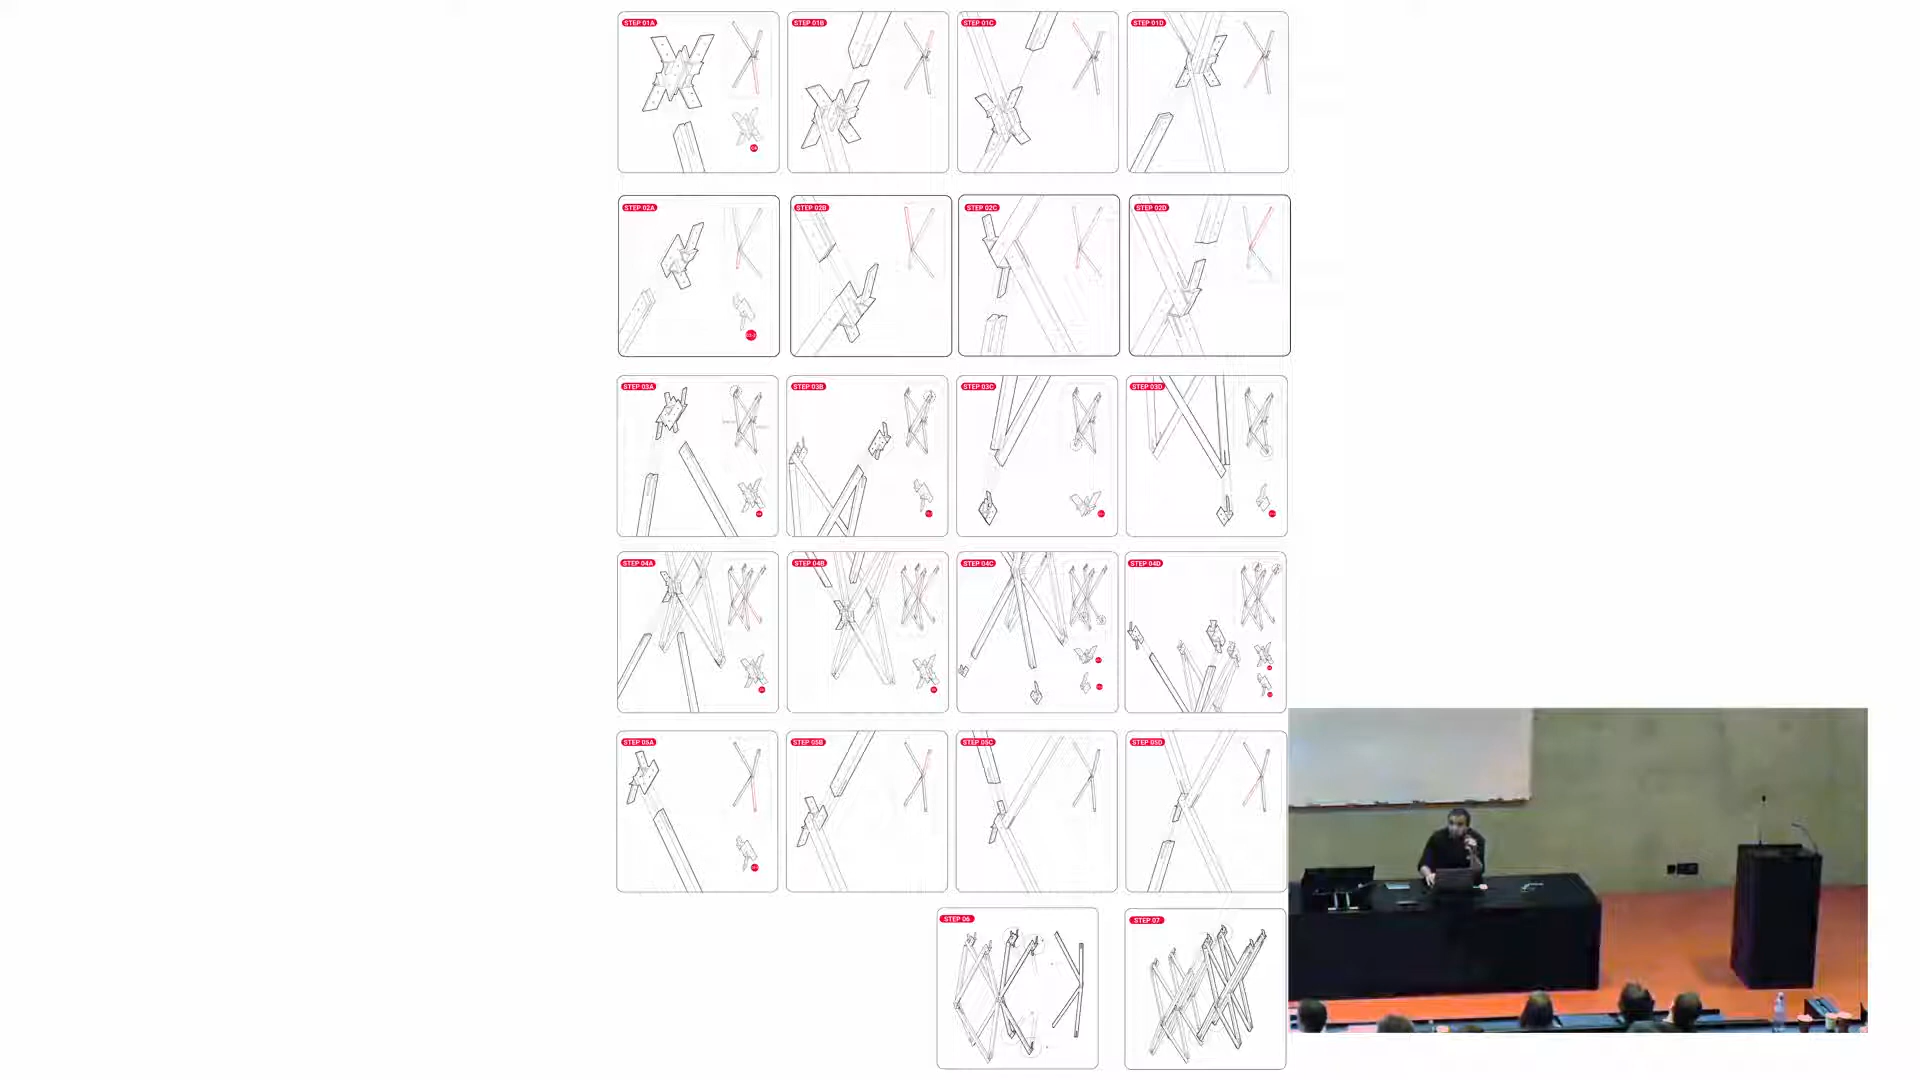 STEP 01A
STEP 01B
STEP 01C
STEP 01D
STEP 02A
STEP 02B
STEP 02C
STEP 02D
STEP 03A
STEP 03B
STEP 03C
STEP 03D
STEP 04A
STEP 04B
STEP 04C
STEP 04D
STEP 05A
STEP 05B
STEP 05C
STEP 05D
STEP 06
STEP 07